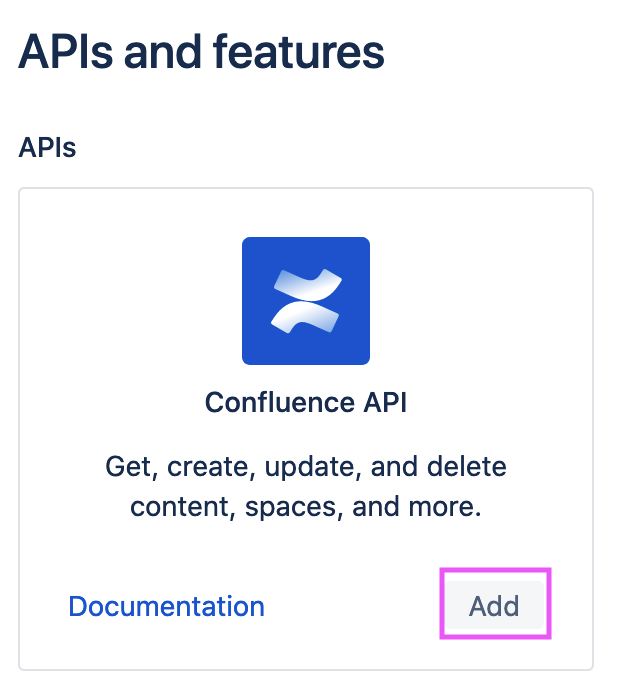 APIs and features
APIs
Confluence API
Get, create, update, and delete
content, spaces, and more.
Documentation
Add